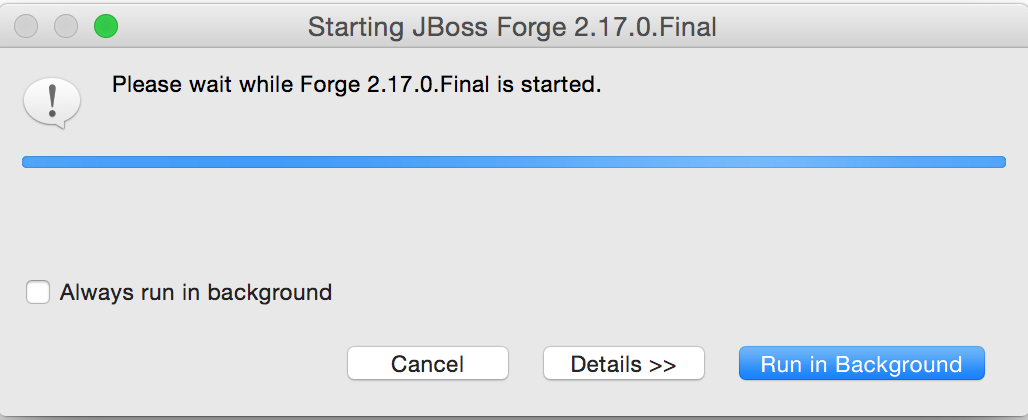 Starting JBoss Forge 2.17.0.Final
Please wait while Forge 2.17.0.Final is started.
Always run in background
Cancel
Details >>
Run in Background